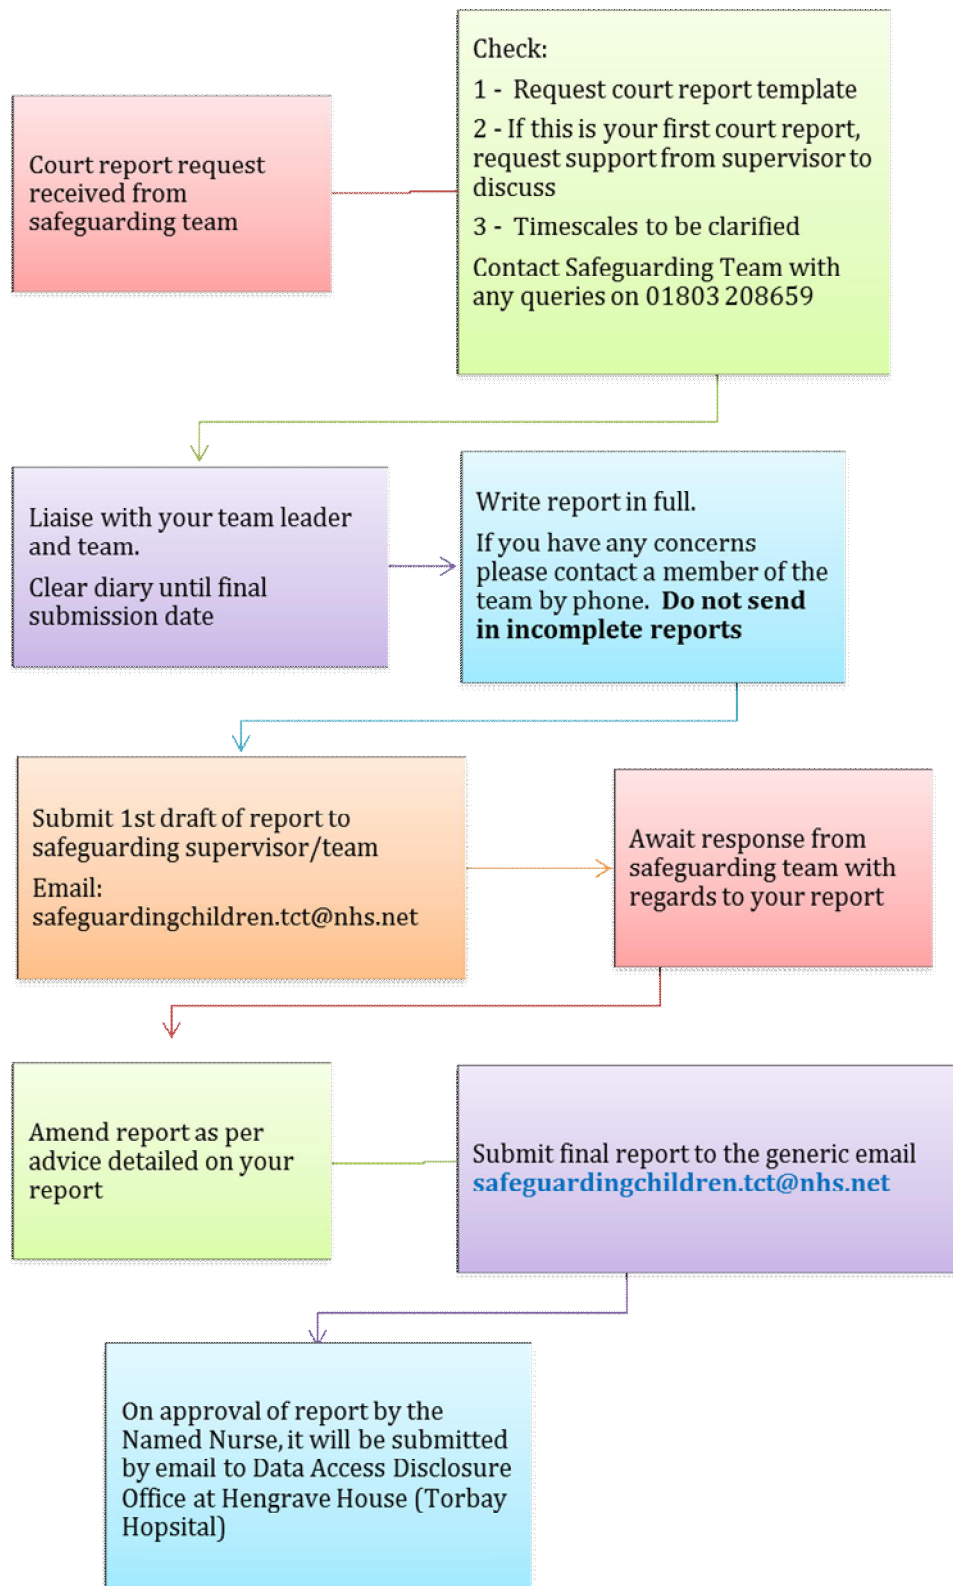 Court report request
received from
safeguarding team
Check:
1 -  Request court report template
2 - If this is your first court report,
request support from supervisor to
discuss
3 -  Timescales to be clarified
Contact Safeguarding Team with
any queries on 01803 208659
Liaise with your team leader
and team.
Clear diary until final
submission date
Write report in full.
If you have any concerns
please contact a member of the
team by phone.  Do not send
in incomplete reports
Submit 1st draft of report to
safeguarding supervisor/team
Email:
safeguardingchildren.tct@nhs.net
Await response from
safeguarding team with
regards to your report
Amend report as per
advice detailed on your
report
Submit final report to the generic email
safeguardingchildren.tct@nhs.net
On approval of report by the
Named Nurse, it will be submitted
by email to Data Access Disclosure
Office at Hengrave House (Torbay
Hopsital)